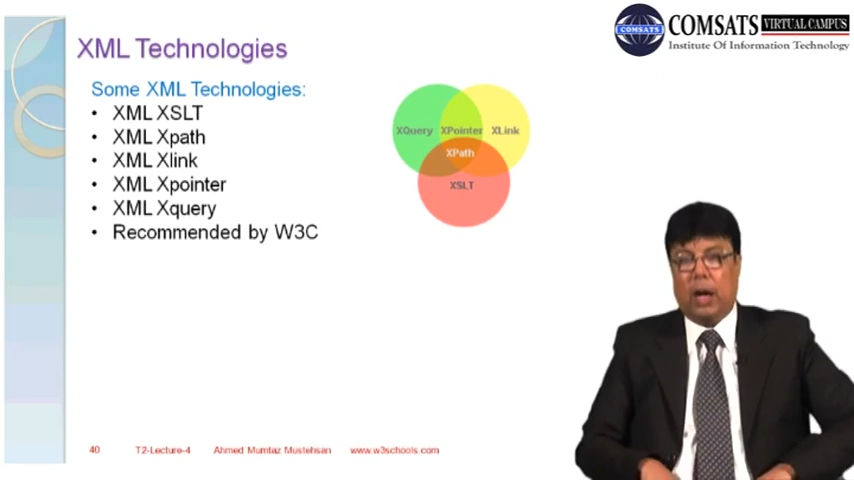 COMSATS VIRTUAL CAMPUS
COMSATS
Institute Of Information Technology
XML Technologies
Some XML Technologies:
• XML XSLT
• XML Xpath
• XML Xlink
• XML Xpointer
• XML Xquery
• Recommended by W3C
XQuery XPointer XLink
XPath
XSLT
40 T2-Lecture-4 Ahmed Mumtaz Mustehsan www.w3schools.com